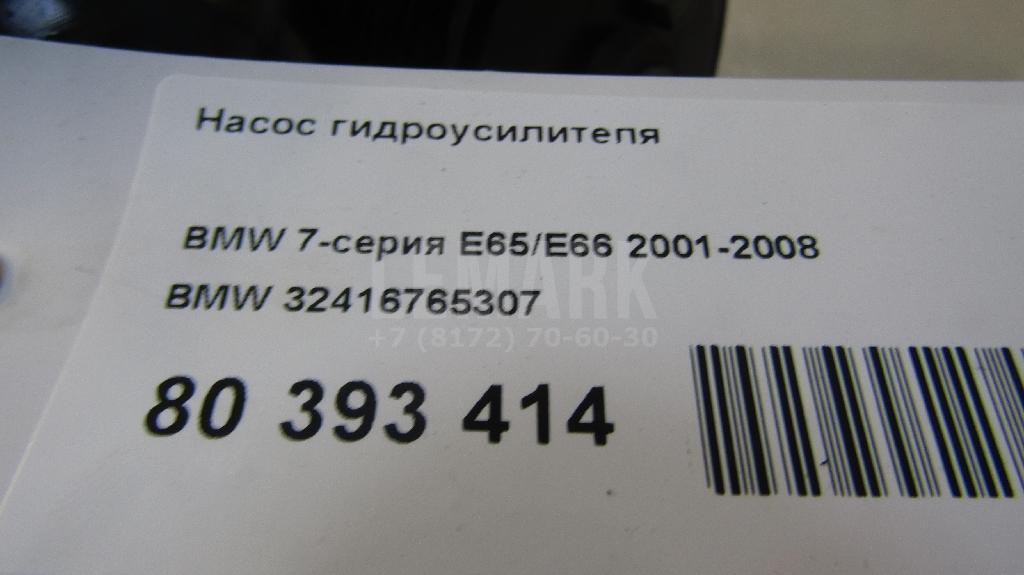 Насос гидроусилителя
BMW 7-серия E65/E66 2001-2008
BMW 32416765307
LEMARK
+7 (8172) 70-60-30
80 393 414